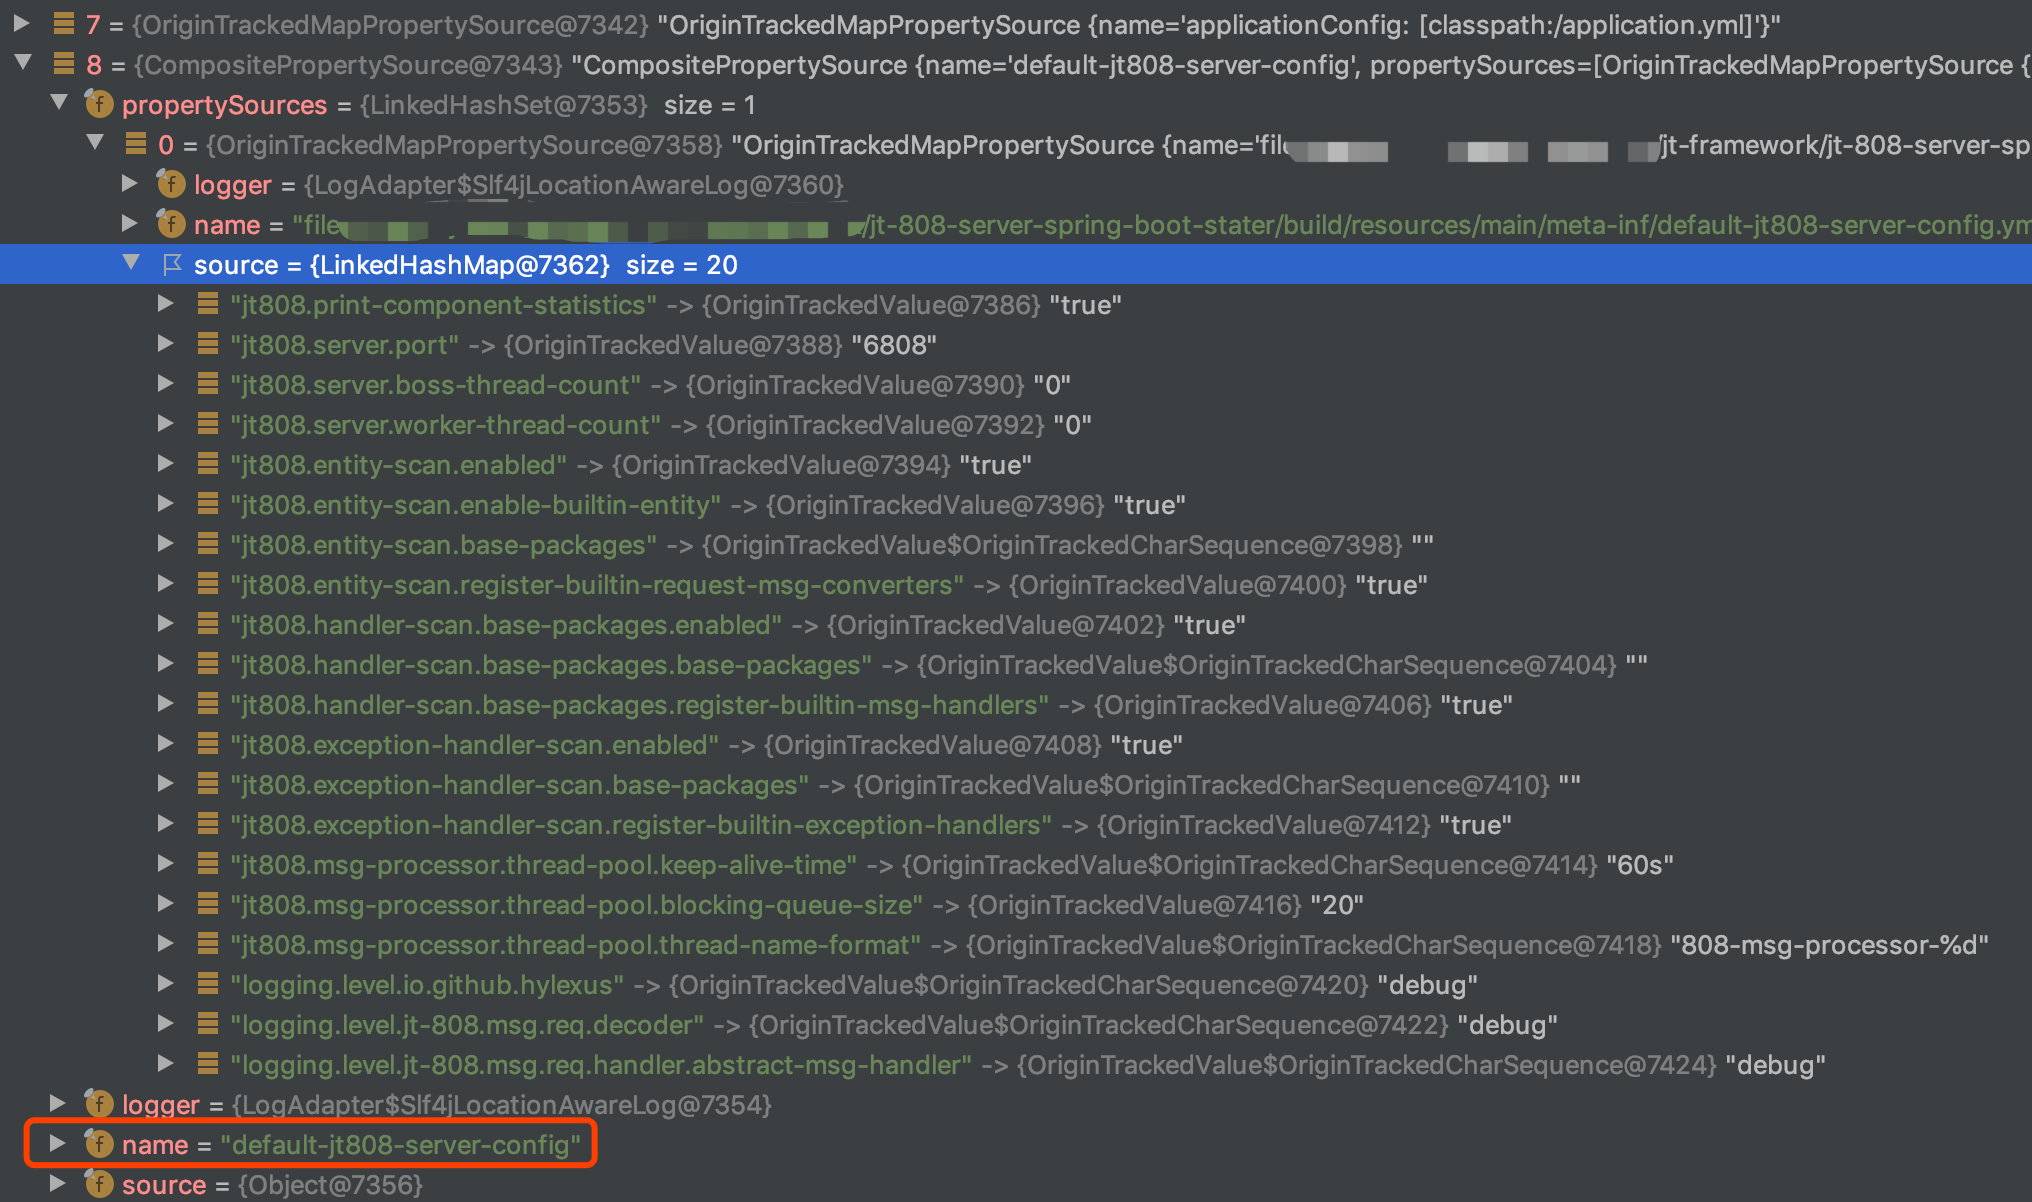 7 = {OriginTrackedMapPropertySource@7342} "OriginTrackedMapPropertySource {name='applicationConfig: [classpath:/application.yml]'}"
8 = {CompositePropertySource@7343} "CompositePropertySource {name='default-jt808-server-config', propertySources=[OriginTrackedMapPropertySource {
f propertySources = {LinkedHashSet@7353} size = 1
0 = {OriginTrackedMapPropertySource@7358} "OriginTrackedMapPropertySource {name='file /jt-framework/jt-808-server-sp
f logger = {LogAdapter$Slf4jLocationAwareLog@7360}
f name = "file /jt-808-server-spring-boot-stater/build/resources/main/meta-inf/default-jt808-server-config.ym
source = {LinkedHashMap@7362} size = 20
"jt808.print-component-statistics" -> {OriginTrackedValue@7386} "true"
"jt808.server.port" -> {OriginTrackedValue@7388} "6808"
"jt808.server.boss-thread-count" -> {OriginTrackedValue@7390} "0"
"jt808.server.worker-thread-count" -> {OriginTrackedValue@7392} "0"
"jt808.entity-scan.enabled" -> {OriginTrackedValue@7394} "true"
"jt808.entity-scan.enable-builtin-entity" -> {OriginTrackedValue@7396} "true"
"jt808.entity-scan.base-packages" -> {OriginTrackedValue$OriginTrackedCharSequence@7398} ""
"jt808.entity-scan.register-builtin-request-msg-converters" -> {OriginTrackedValue@7400} "true"
"jt808.handler-scan.base-packages.enabled" -> {OriginTrackedValue@7402} "true"
"jt808.handler-scan.base-packages.base-packages" -> {OriginTrackedValue$OriginTrackedCharSequence@7404} ""
"jt808.handler-scan.base-packages.register-builtin-msg-handlers" -> {OriginTrackedValue@7406} "true"
"jt808.exception-handler-scan.enabled" -> {OriginTrackedValue@7408} "true"
"jt808.exception-handler-scan.base-packages" -> {OriginTrackedValue$OriginTrackedCharSequence@7410} ""
"jt808.exception-handler-scan.register-builtin-exception-handlers" -> {OriginTrackedValue@7412} "true"
"jt808.msg-processor.thread-pool.keep-alive-time" -> {OriginTrackedValue$OriginTrackedCharSequence@7414} "60s"
"jt808.msg-processor.thread-pool.blocking-queue-size" -> {OriginTrackedValue@7416} "20"
"jt808.msg-processor.thread-pool.thread-name-format" -> {OriginTrackedValue$OriginTrackedCharSequence@7418} "808-msg-processor-%d"
"logging.level.io.github.hylexus" -> {OriginTrackedValue$OriginTrackedCharSequence@7420} "debug"
"logging.level.jt-808.msg.req.decoder" -> {OriginTrackedValue$OriginTrackedCharSequence@7422} "debug"
"logging.level.jt-808.msg.req.handler.abstract-msg-handler" -> {OriginTrackedValue$OriginTrackedCharSequence@7424} "debug"
f logger = {LogAdapter$Slf4jLocationAwareLog@7354}
f name = "default-jt808-server-config"
f source = {Object@7356}